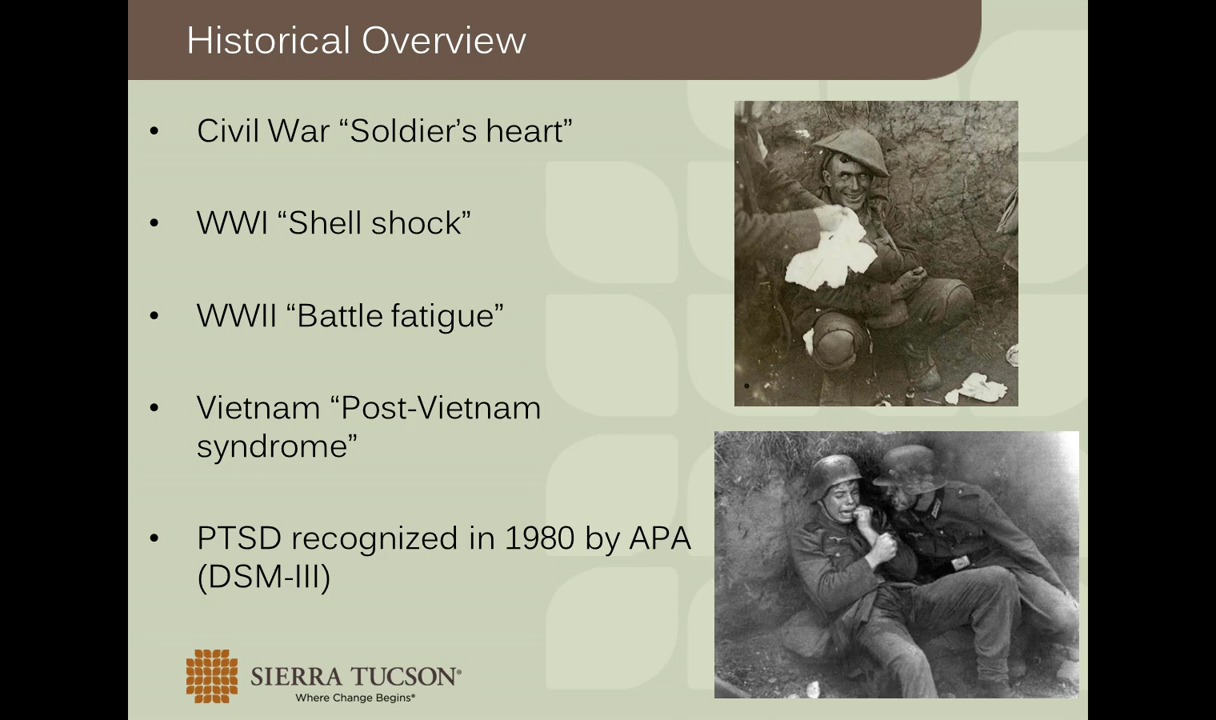 Historical Overview
• Civil War “Soldier’s heart”
• WWI “Shell shock”
• WWII “Battle fatigue”
• Vietnam “Post-Vietnam
syndrome”
• PTSD recognized in 1980 by APA
(DSM-III)
SIERRA TUCSON®
Where Change Begins®